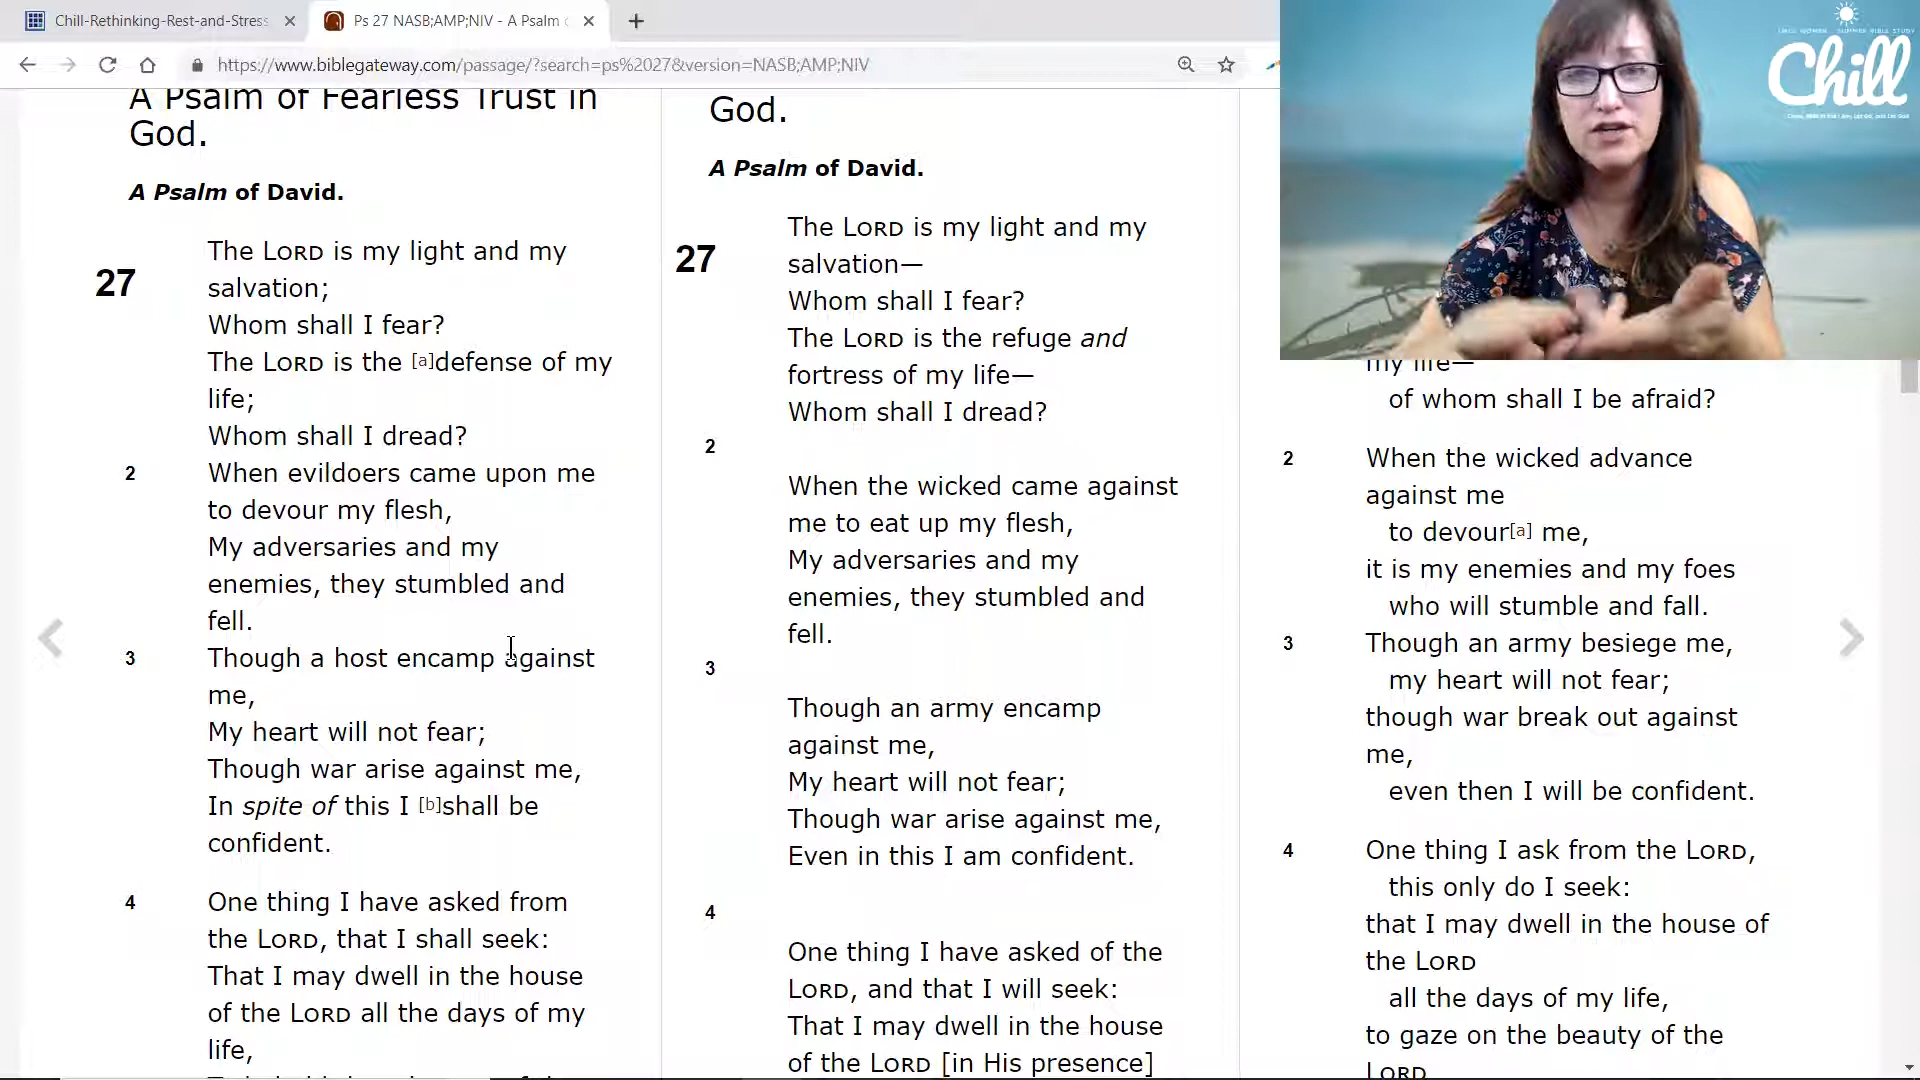 Chill-Rethinking-Rest-and-Stress
Ps 27 NASB;AMP;NIV - A Psalm
https://www.biblegateway.com/passage/?search=ps%2027&version=NASB;AMP;NIV
Chill
A Psalm of Fearless Trust in
God.
A Psalm of David.
27
The LORD is my light and my
salvation;
Whom shall I fear?
The LORD is the [a]defense of my
life;
Whom shall I dread?
2 When evildoers came upon me
to devour my flesh,
My adversaries and my
enemies, they stumbled and
fell.
3 Though a host encamp against
me,
My heart will not fear;
Though war arise against me,
In spite of this I [b]shall be
confident.
4 One thing I have asked from
the LORD, that I shall seek:
That I may dwell in the house
of the LORD all the days of my
life,
God.
A Psalm of David.
27
The LORD is my light and my
salvation—
Whom shall I fear?
The LORD is the refuge and
fortress of my life—
Whom shall I dread?
2
When the wicked came against
me to eat up my flesh,
My adversaries and my
enemies, they stumbled and
fell.
3
Though an army encamp
against me,
My heart will not fear;
Though war arise against me,
Even in this I am confident.
4
One thing I have asked of the
LORD, and that I will seek:
That I may dwell in the house
of the LORD [in His presence]
my life—
of whom shall I be afraid?
2 When the wicked advance
against me
to devour[a] me,
it is my enemies and my foes
who will stumble and fall.
3 Though an army besiege me,
my heart will not fear;
though war break out against
me,
even then I will be confident.
4 One thing I ask from the LORD,
this only do I seek:
that I may dwell in the house of
the LORD
all the days of my life,
to gaze on the beauty of the
LORD